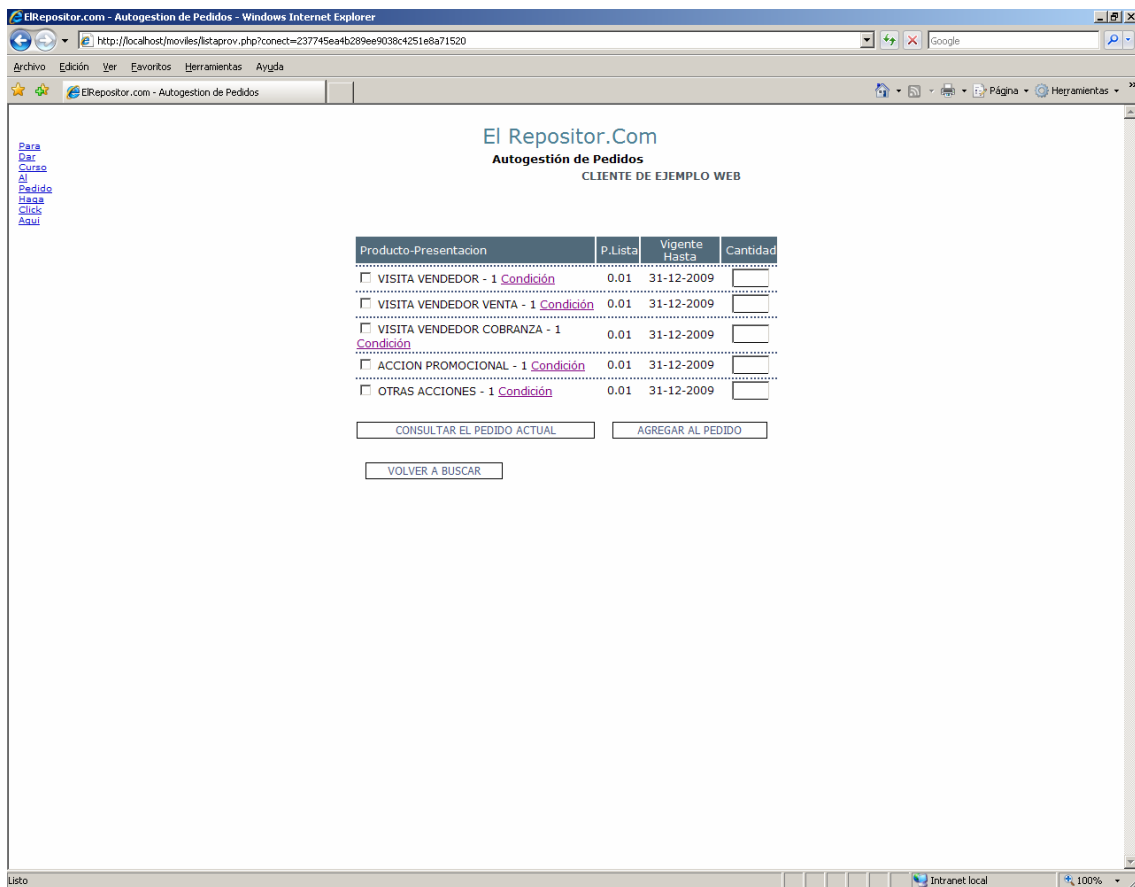 ElRepositor.com - Autogestion de Pedidos - Windows Internet Explorer
http://localhost/moviles/listaprov.php?conect=237745ea4b289ee9038c4251e8a71520
Google
Archivo Edición Ver Favoritos Herramientas Ayuda
ElRepositor.com - Autogestion de Pedidos
Página Herramientas
Para
Dar
Curso
Al
Pedido
Haga
Click
Aqui
El Repositor.Com
Autogestión de Pedidos
CLIENTE DE EJEMPLO WEB
Producto-Presentacion P.Lista Vigente Hasta Cantidad
VISITA VENDEDOR - 1 Condición 0.01 31-12-2009
VISITA VENDEDOR VENTA - 1 Condición 0.01 31-12-2009
VISITA VENDEDOR COBRANZA - 1 Condición 0.01 31-12-2009
ACCION PROMOCIONAL - 1 Condición 0.01 31-12-2009
OTRAS ACCIONES - 1 Condición 0.01 31-12-2009
CONSULTAR EL PEDIDO ACTUAL AGREGAR AL PEDIDO
VOLVER A BUSCAR
Listo Intranet local 100%